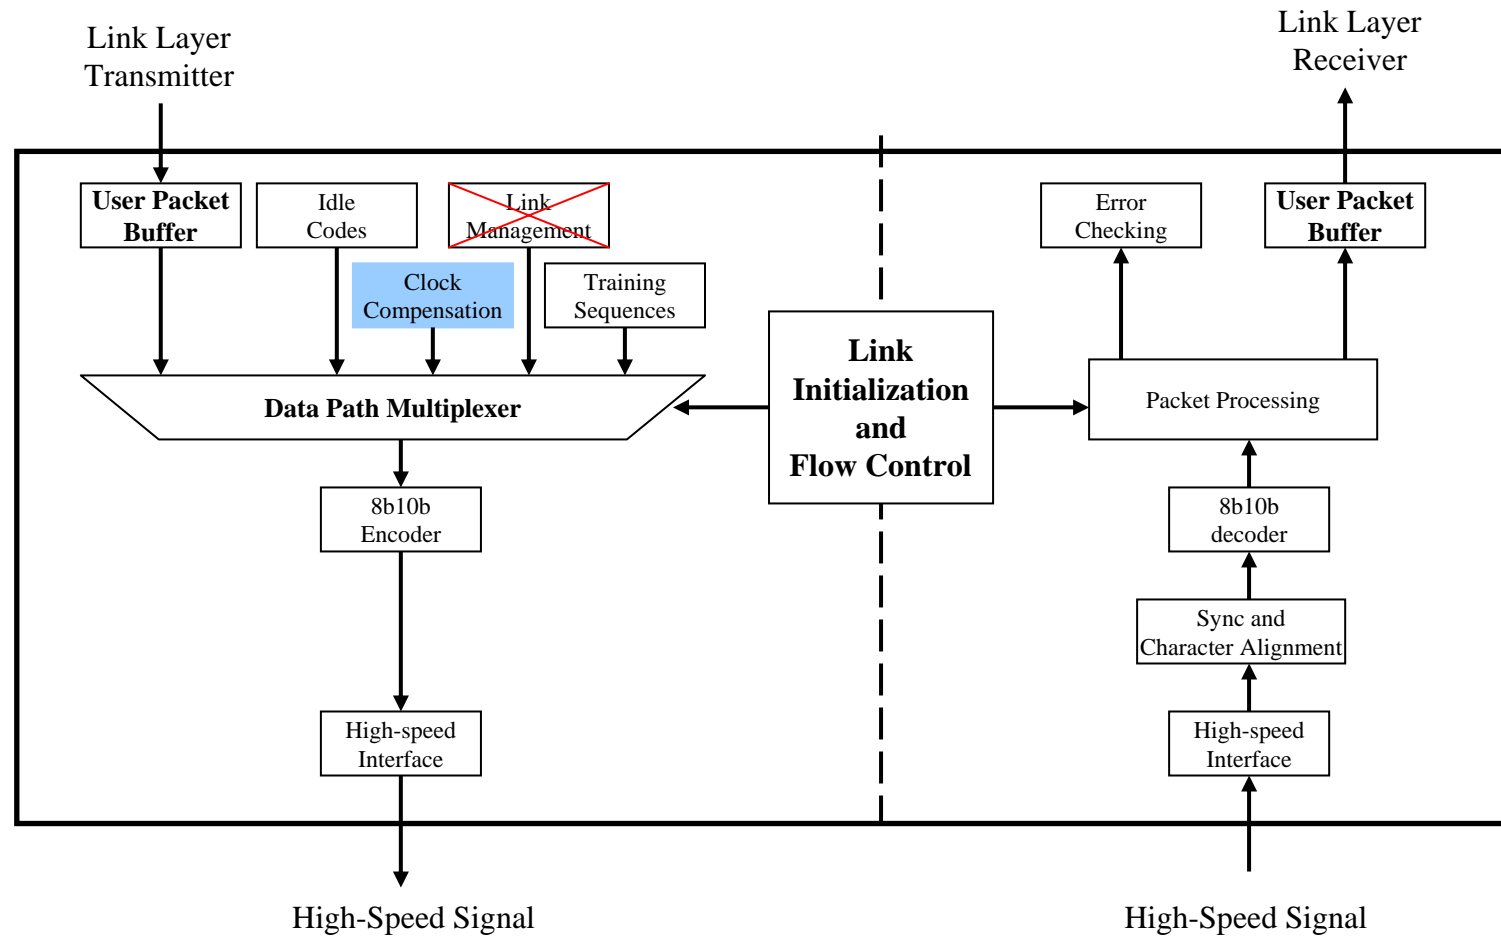 Link Layer
Transmitter
Link Layer
Receiver
User Packet
Buffer
Idle
Codes
Link
Management
Clock
Compensation
Training
Sequences
Data Path Multiplexer
8b10b
Encoder
High-speed
Interface
High-Speed Signal
Link
Initialization
and
Flow Control
Error
Checking
User Packet
Buffer
Packet Processing
8b10b
decoder
Sync and
Character Alignment
High-speed
Interface
High-Speed Signal